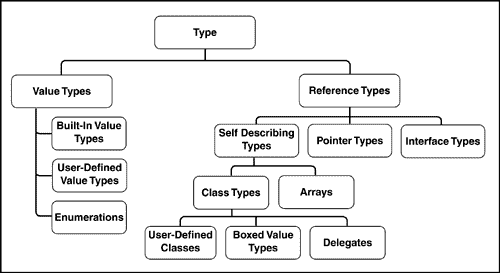 Type
Value Types
Reference Types
Built-In Value
Types
User-Defined
Value Types
Enumerations
Self Describing
Types
Pointer Types
Interface Types
Class Types
Arrays
User-Defined
Classes
Boxed Value
Types
Delegates